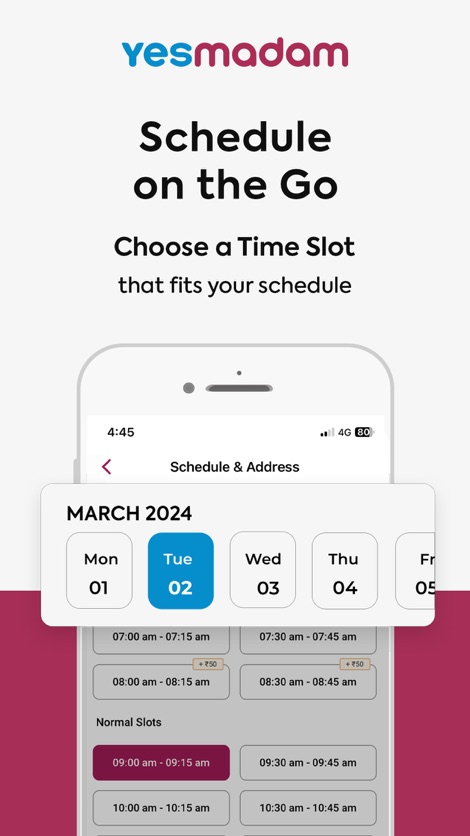 yesmadam
Schedule
on the Go
Choose a Time Slot
that fits your schedule
4:45
4G 80
Schedule & Address
MARCH 2024
Mon Tue Wed Thu Fr
01 02 03 04 05
07:00 am - 07:15 am 07:30 am - 07:45 am
+ ₹50 + ₹50
08:00 am - 08:15 am 08:30 am - 08:45 am
Normal Slots
09:00 am - 09:15 am 09:30 am - 09:45 am
10:00 am - 10:15 am 10:30 am - 10:45 am